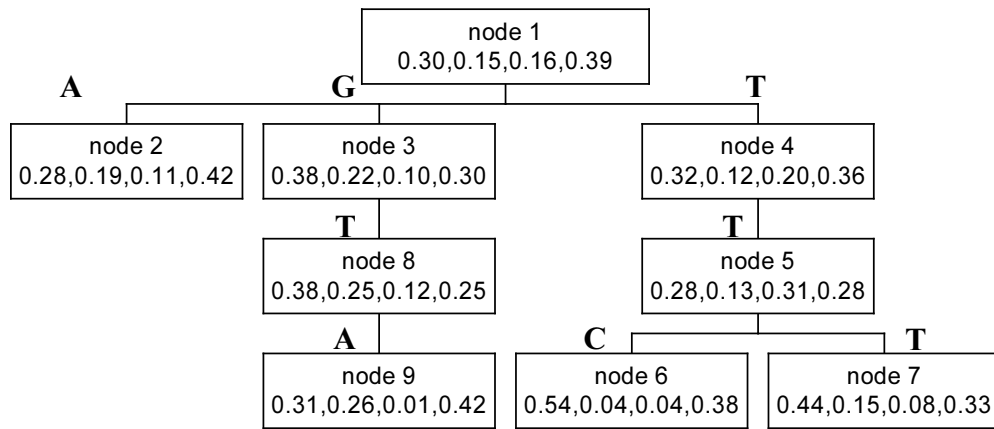 node 1
0.30,0.15,0.16,0.39
A G T
node 2 node 3 node 4
0.28,0.19,0.11,0.42 0.38,0.22,0.10,0.30 0.32,0.12,0.20,0.36
T T
node 8 node 5
0.38,0.25,0.12,0.25 0.28,0.13,0.31,0.28
A C T
node 9 node 6 node 7
0.31,0.26,0.01,0.42 0.54,0.04,0.04,0.38 0.44,0.15,0.08,0.33